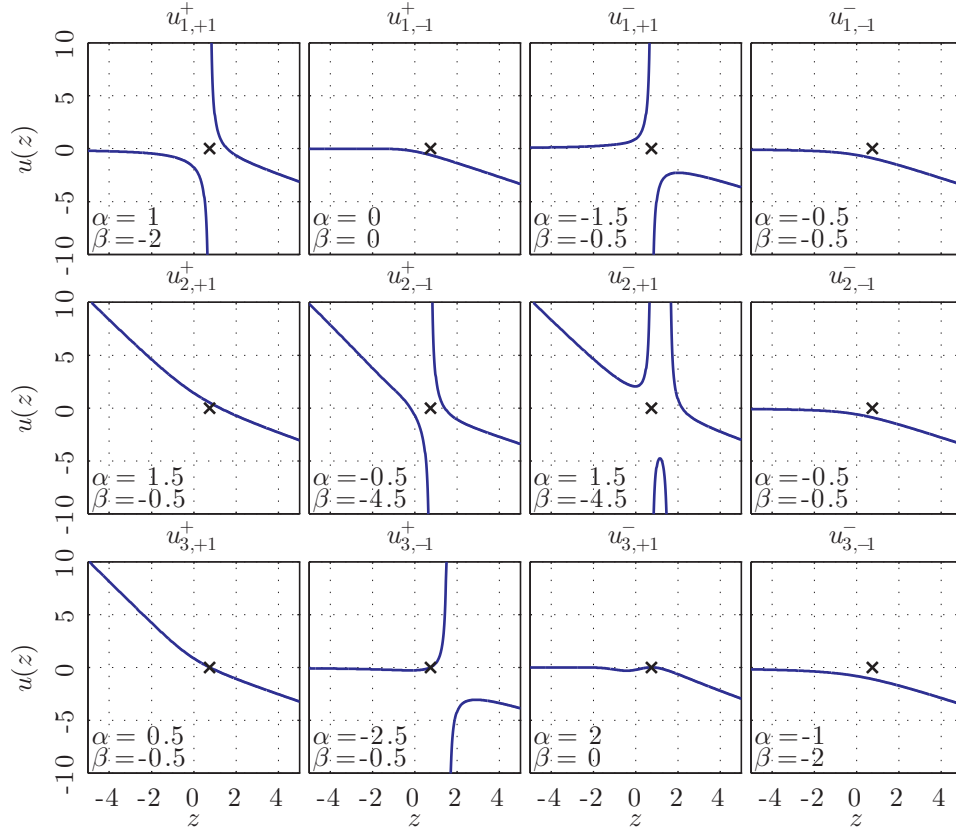 u⁺₁,₊₁ u⁺₁,₋₁ u⁻₁,₊₁ u⁻₁,₋₁
10
5
0
-5
-10
u(z)
α = 1
β = -2
α = 0
β = 0
α = -1.5
β = -0.5
α = -0.5
β = -0.5
u⁺₂,₊₁ u⁺₂,₋₁ u⁻₂,₊₁ u⁻₂,₋₁
10
5
0
-5
-10
u(z)
α = 1.5
β = -0.5
α = -0.5
β = -4.5
α = 1.5
β = -4.5
α = -0.5
β = -0.5
u⁺₃,₊₁ u⁺₃,₋₁ u⁻₃,₊₁ u⁻₃,₋₁
10
5
0
-5
-10
u(z)
α = 0.5
β = -0.5
α = -2.5
β = -0.5
α = 2
β = 0
α = -1
β = -2
-4 -2 0 2 4 -4 -2 0 2 4 -4 -2 0 2 4 -4 -2 0 2 4
z z z z